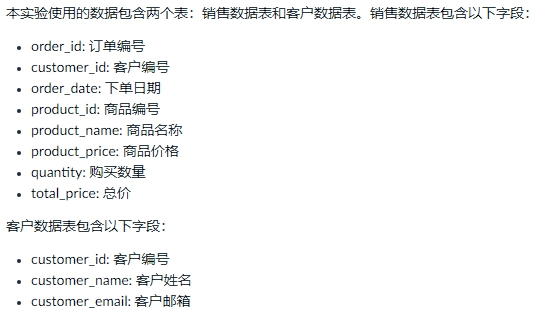 本实验使用的数据包含两个表：销售数据表和客户数据表。销售数据表包含以下字段：
• order_id: 订单编号
• customer_id: 客户编号
• order_date: 下单日期
• product_id: 商品编号
• product_name: 商品名称
• product_price: 商品价格
• quantity: 购买数量
• total_price: 总价
客户数据表包含以下字段：
• customer_id: 客户编号
• customer_name: 客户姓名
• customer_email: 客户邮箱